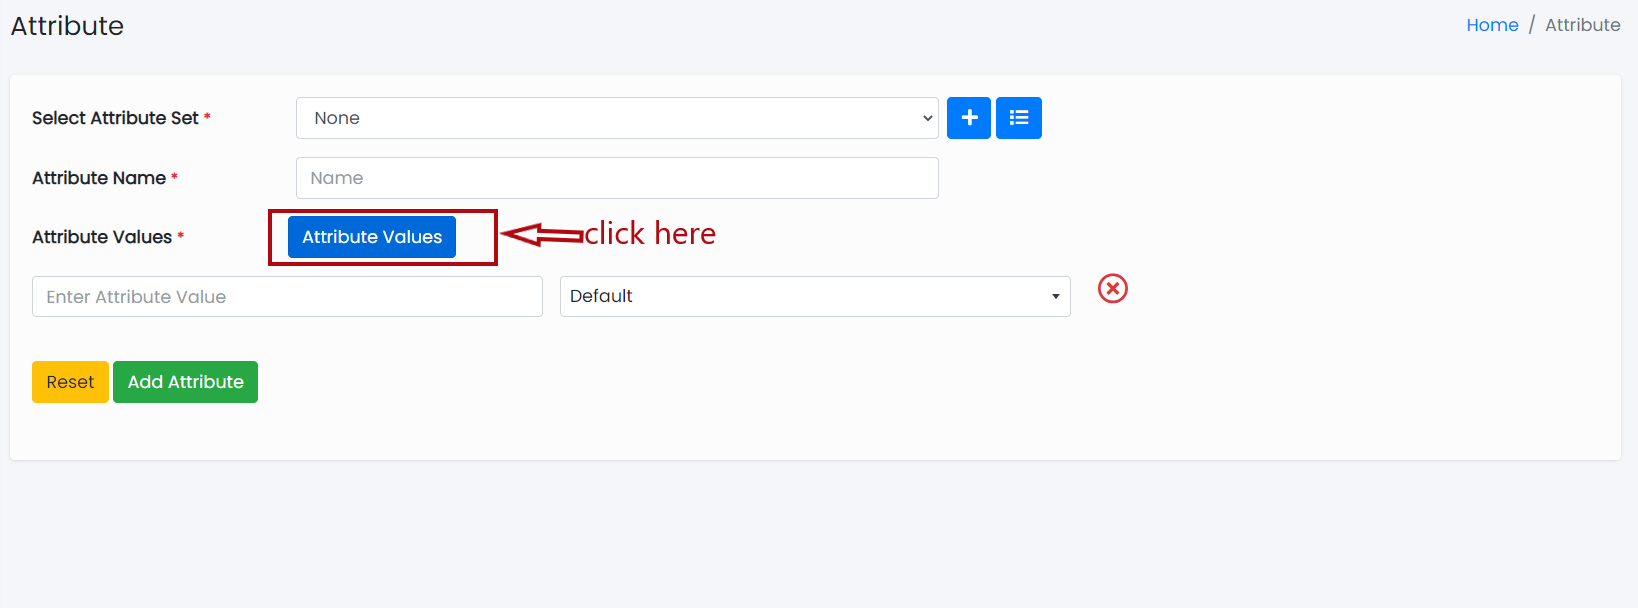 Attribute
Home / Attribute
Select Attribute Set *
None
Attribute Name *
Name
Attribute Values *
Attribute Values
click here
Enter Attribute Value
Default
Reset
Add Attribute